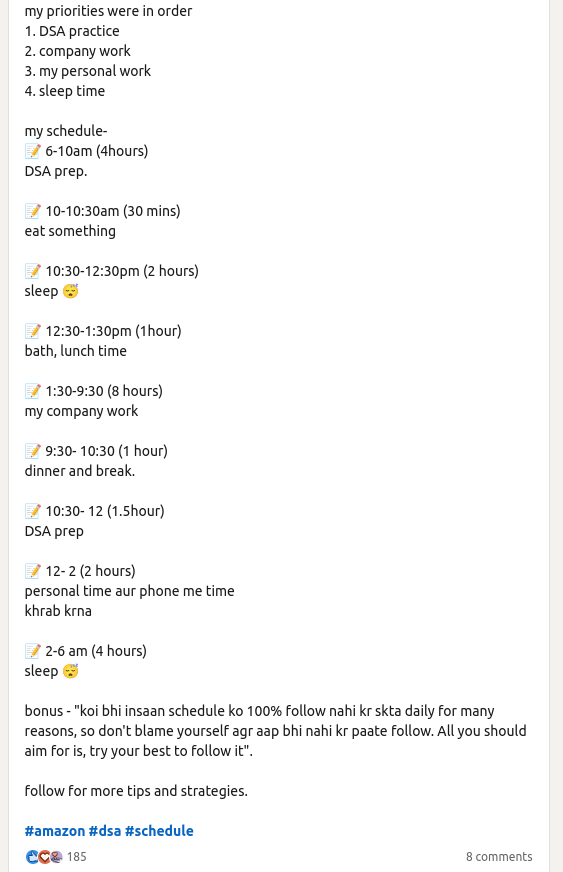 my priorities were in order
1. DSA practice
2. company work
3. my personal work
4. sleep time
my schedule-
📝 6-10am (4hours)
DSA prep.
📝 10-10:30am (30 mins)
eat something
📝 10:30-12:30pm (2 hours)
sleep 😴
📝 12:30-1:30pm (1hour)
bath, lunch time
📝 1:30-9:30 (8 hours)
my company work
📝 9:30- 10:30 (1 hour)
dinner and break.
📝 10:30- 12 (1.5hour)
DSA prep
📝 12- 2 (2 hours)
personal time aur phone me time
khrab krna
📝 2-6 am (4 hours)
sleep 😴
bonus - "koi bhi insaan schedule ko 100% follow nahi kr skta daily for many
reasons, so don't blame yourself agr aap bhi nahi kr paate follow. All you should
aim for is, try your best to follow it".
follow for more tips and strategies.
#amazon #dsa #schedule
185 8 comments